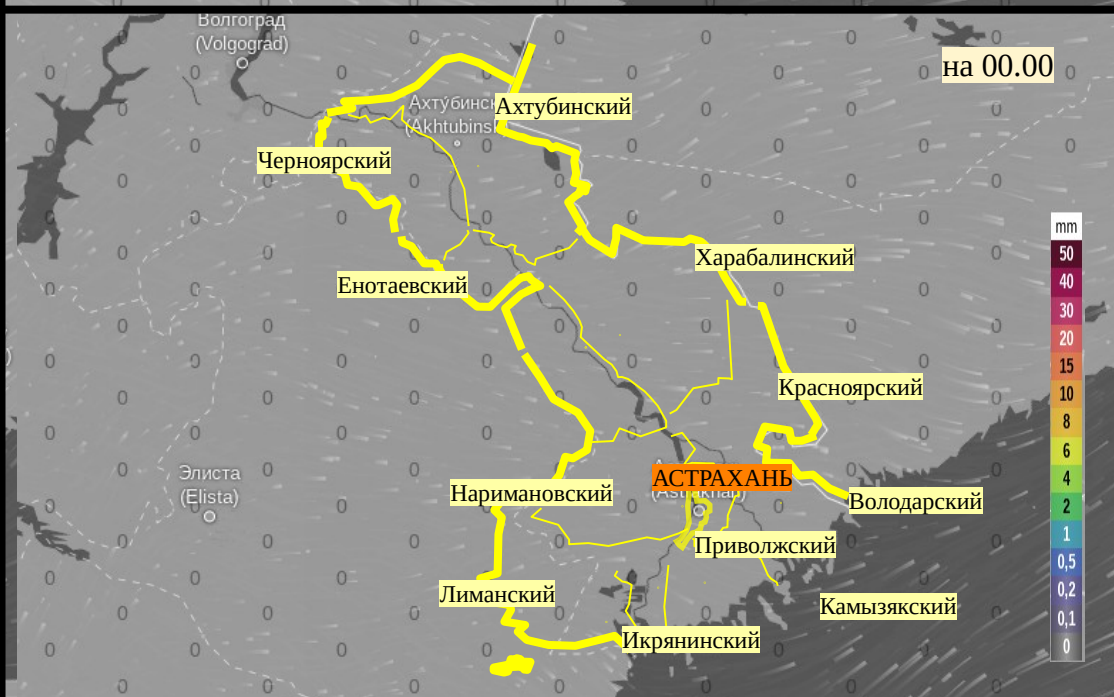 Волгоград
(Volgograd)
на 00.00
Ахтубинск
(Akhtubinsk)
Ахтубинский
Черноярский
Харабалинский
Енотаевский
Красноярский
Элиста
(Elista)
АСТРАХАНЬ
(Astrakhan)
Наримановский
Володарский
Приволжский
Лиманский
Камызякский
Икрянинский
mm
50
40
30
20
15
10
8
6
4
2
1
0,5
0,2
0,1
0